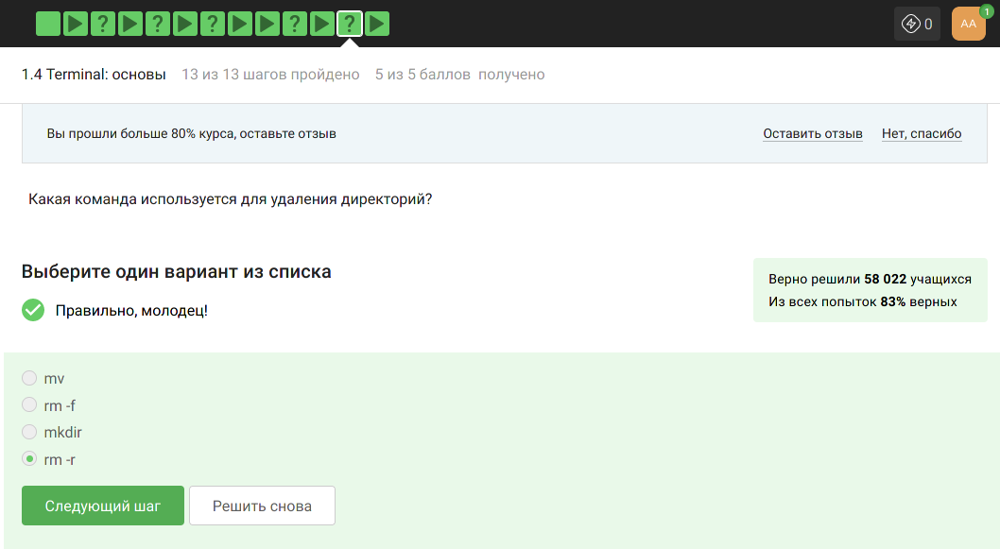 ? ? ? ? ?
0 AA 1
1.4 Terminal: основы 13 из 13 шагов пройдено 5 из 5 баллов получено
Вы прошли больше 80% курса, оставьте отзыв Оставить отзыв Нет, спасибо
Какая команда используется для удаления директорий?
Выберите один вариант из списка
Правильно, молодец!
Верно решили 58 022 учащихся
Из всех попыток 83% верных
mv
rm -f
mkdir
rm -r
Следующий шаг Решить снова